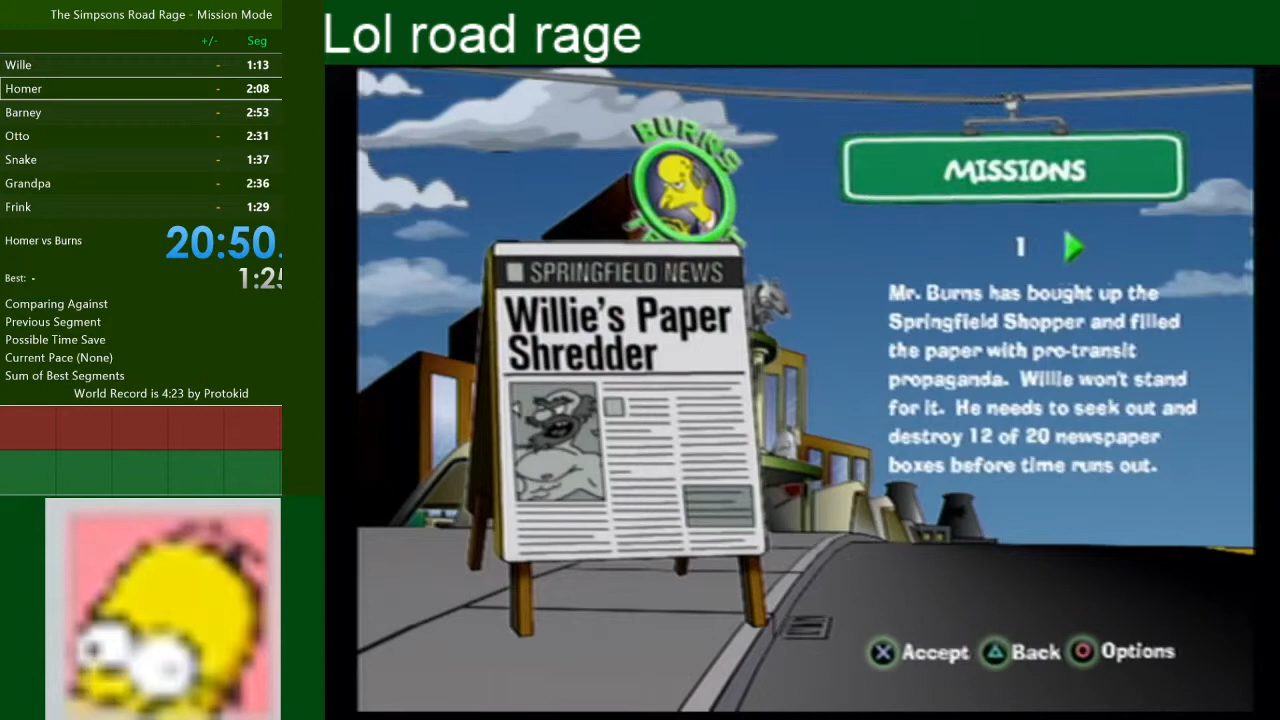 The Simpsons Road Rage - Mission Mode
+/- Seg
Wille - 1:13
Homer - 2:08
Barney - 2:53
Otto - 2:31
Snake - 1:37
Grandpa - 2:36
Frink - 1:29
Homer vs Burns 20:50.
Best: - 1:25
Comparing Against
Previous Segment
Possible Time Save
Current Pace (None)
Sum of Best Segments
World Record is 4:23 by Protokid
Lol road rage
BURNS
SPRINGFIELD NEWS
Willie's Paper
Shredder
MISSIONS
1
Mr. Burns has bought up the
Springfield Shopper and filled
the paper with pro-transit
propaganda. Willie won't stand
for it. He needs to seek out and
destroy 12 of 20 newspaper
boxes before time runs out.
Accept Back Options